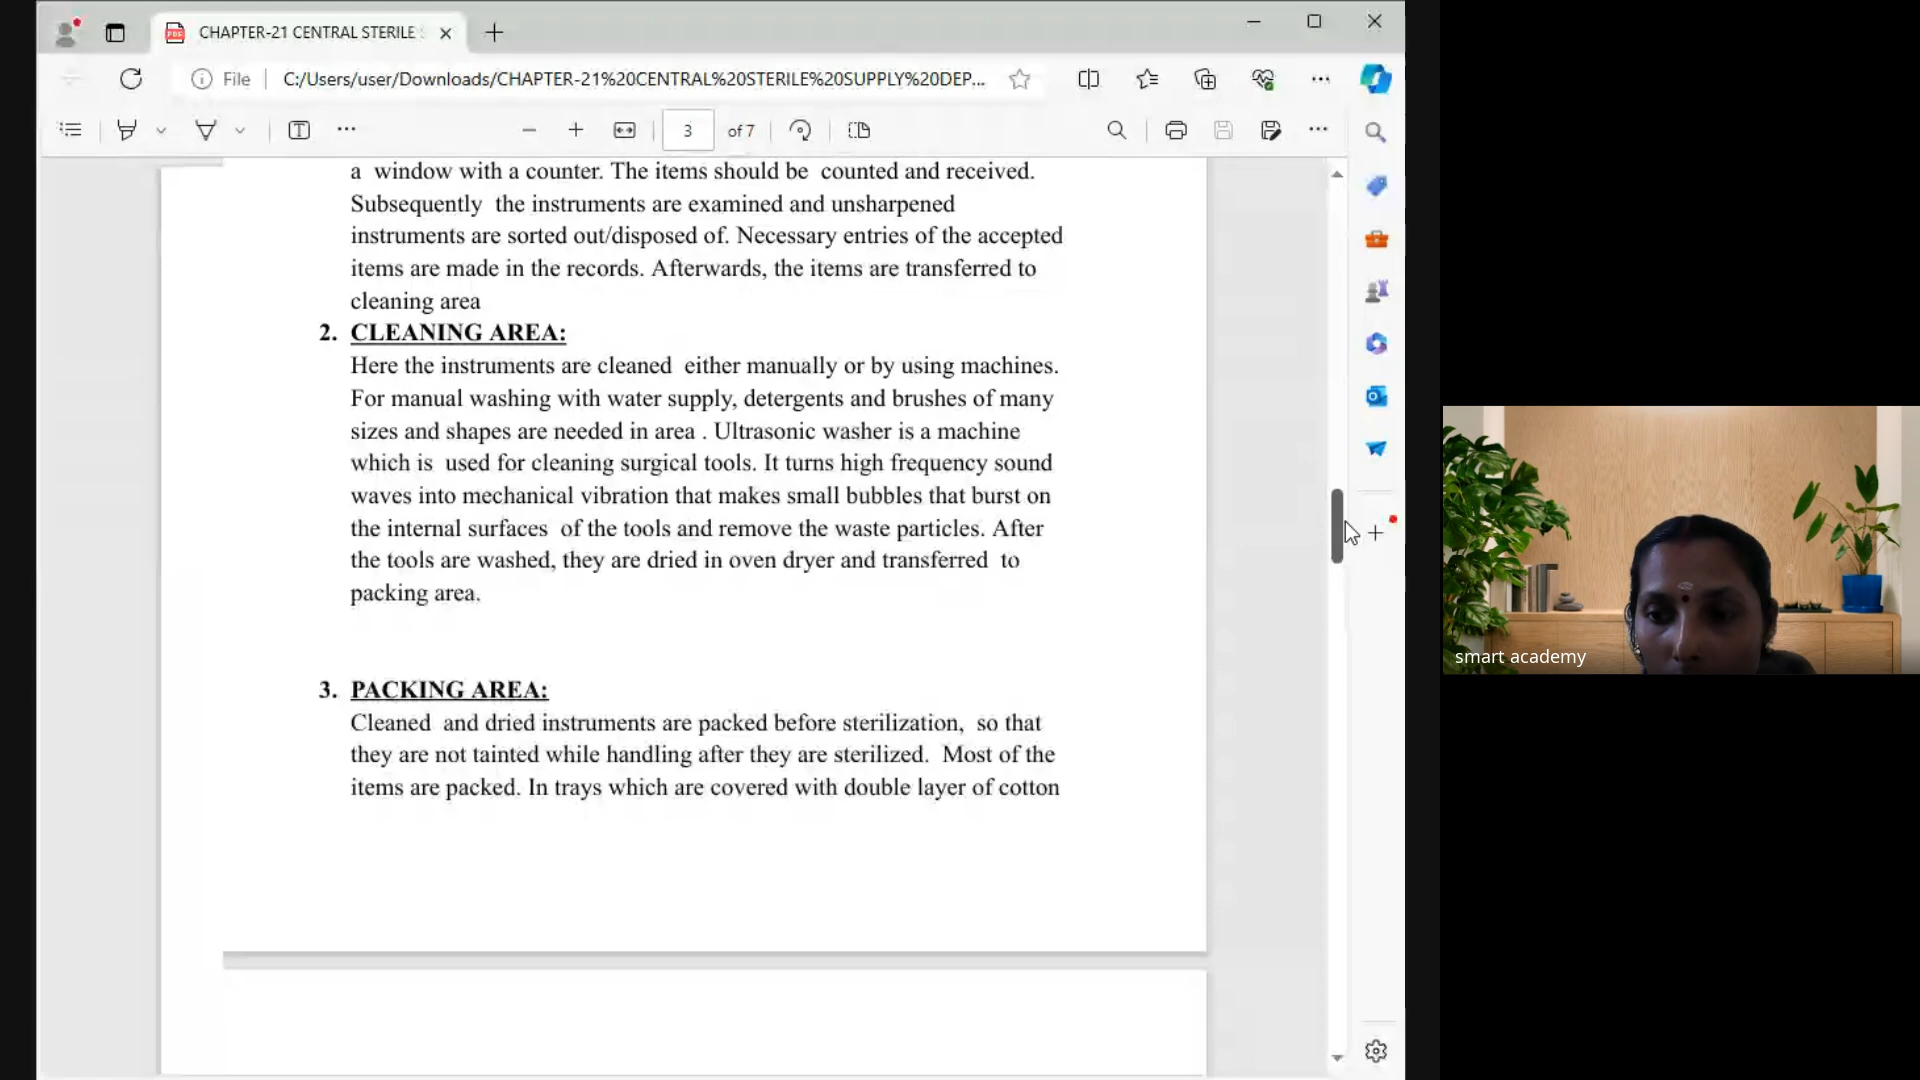 CHAPTER-21 CENTRAL STERILE
File
C:/Users/user/Downloads/CHAPTER-21%20CENTRAL%20STERILE%20SUPPLY%20DEP...
3 of 7
a window with a counter. The items should be counted and received.
Subsequently the instruments are examined and unsharpened
instruments are sorted out/disposed of. Necessary entries of the accepted
items are made in the records. Afterwards, the items are transferred to
cleaning area
2. CLEANING AREA:
Here the instruments are cleaned either manually or by using machines.
For manual washing with water supply, detergents and brushes of many
sizes and shapes are needed in area . Ultrasonic washer is a machine
which is used for cleaning surgical tools. It turns high frequency sound
waves into mechanical vibration that makes small bubbles that burst on
the internal surfaces of the tools and remove the waste particles. After
the tools are washed, they are dried in oven dryer and transferred to
packing area.
3. PACKING AREA:
Cleaned and dried instruments are packed before sterilization, so that
they are not tainted while handling after they are sterilized. Most of the
items are packed. In trays which are covered with double layer of cotton
smart academy